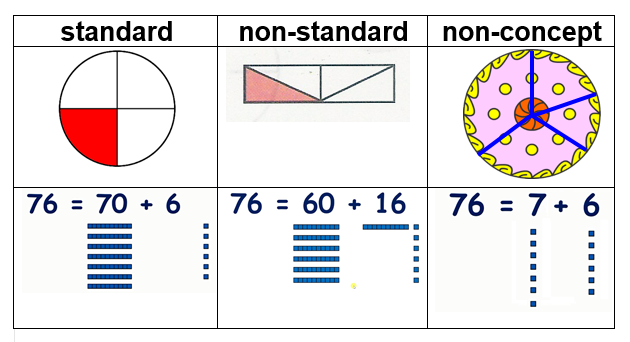 standard non-standard non-concept
76 = 70 + 6 76 = 60 + 16 76 = 7 + 6